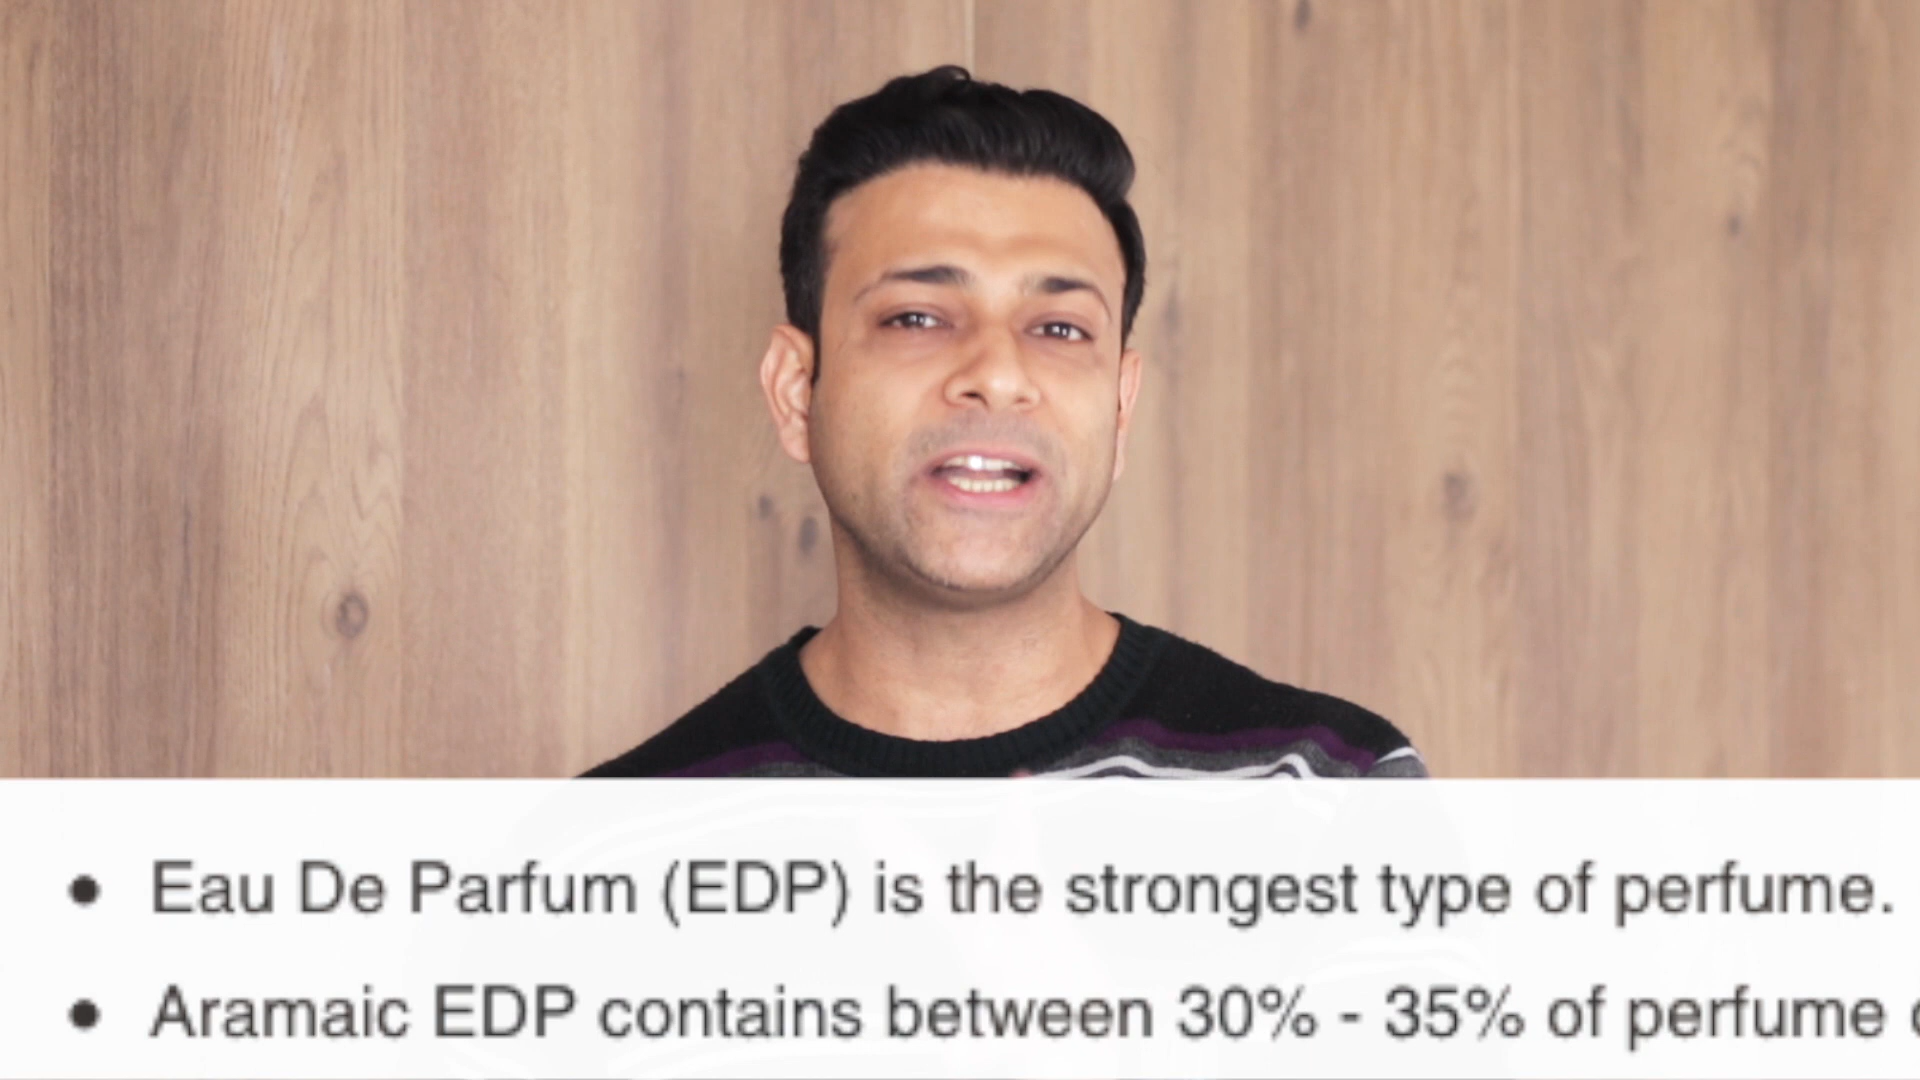 • Eau De Parfum (EDP) is the strongest type of perfume.
• Aramaic EDP contains between 30% - 35% of perfume